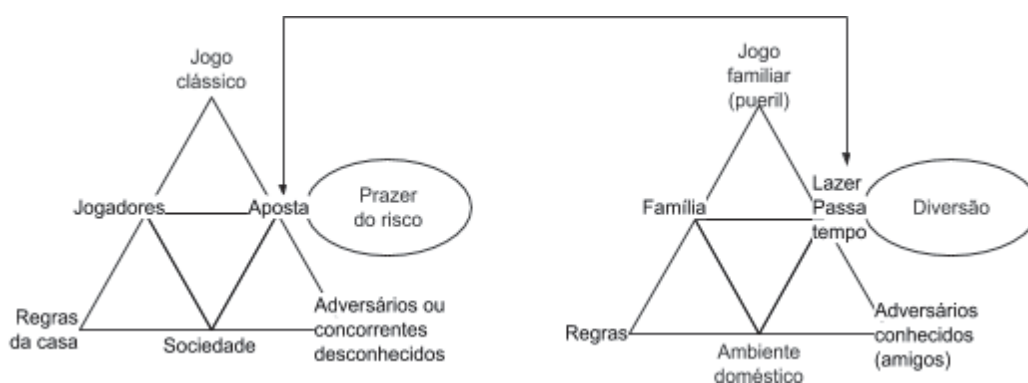 Jogo
clássico
Jogadores
Aposta
Prazer
do risco
Regras
da casa
Sociedade
Adversários ou
concorrentes
desconhecidos
Jogo
familiar
(pueril)
Família
Lazer
Passa
tempo
Diversão
Regras
Ambiente
doméstico
Adversários
conhecidos
(amigos)